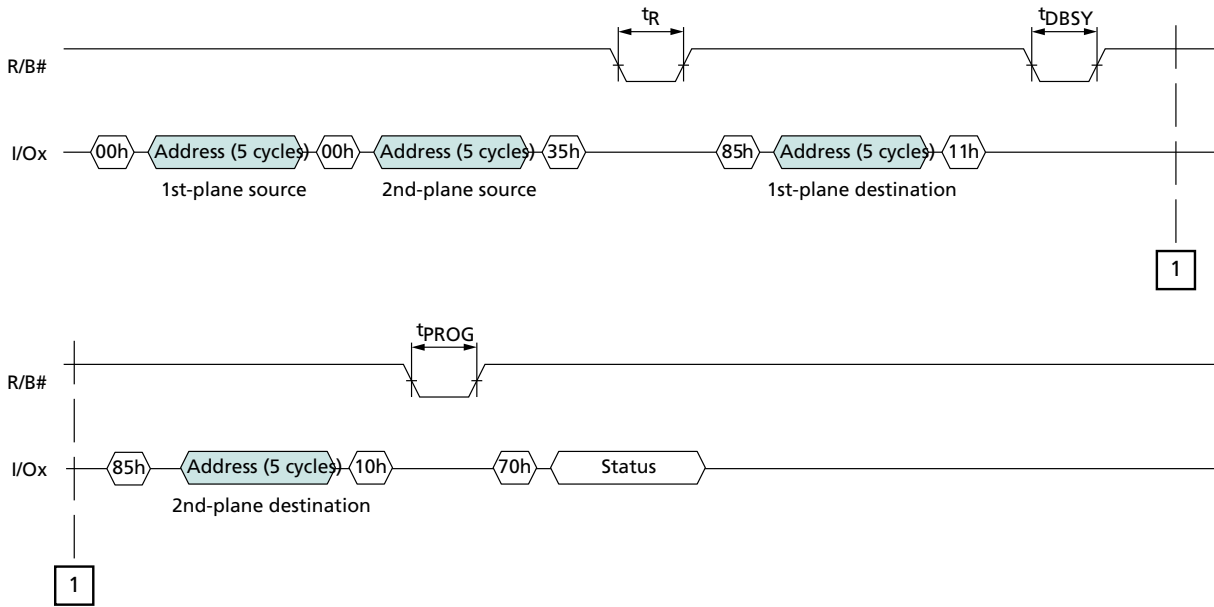 tR tDBSY
R/B#
I/Ox 00h Address (5 cycles) 00h Address (5 cycles) 35h 85h Address (5 cycles) 11h
1st-plane source 2nd-plane source 1st-plane destination
1
tPROG
R/B#
I/Ox 85h Address (5 cycles) 10h 70h Status
2nd-plane destination
1